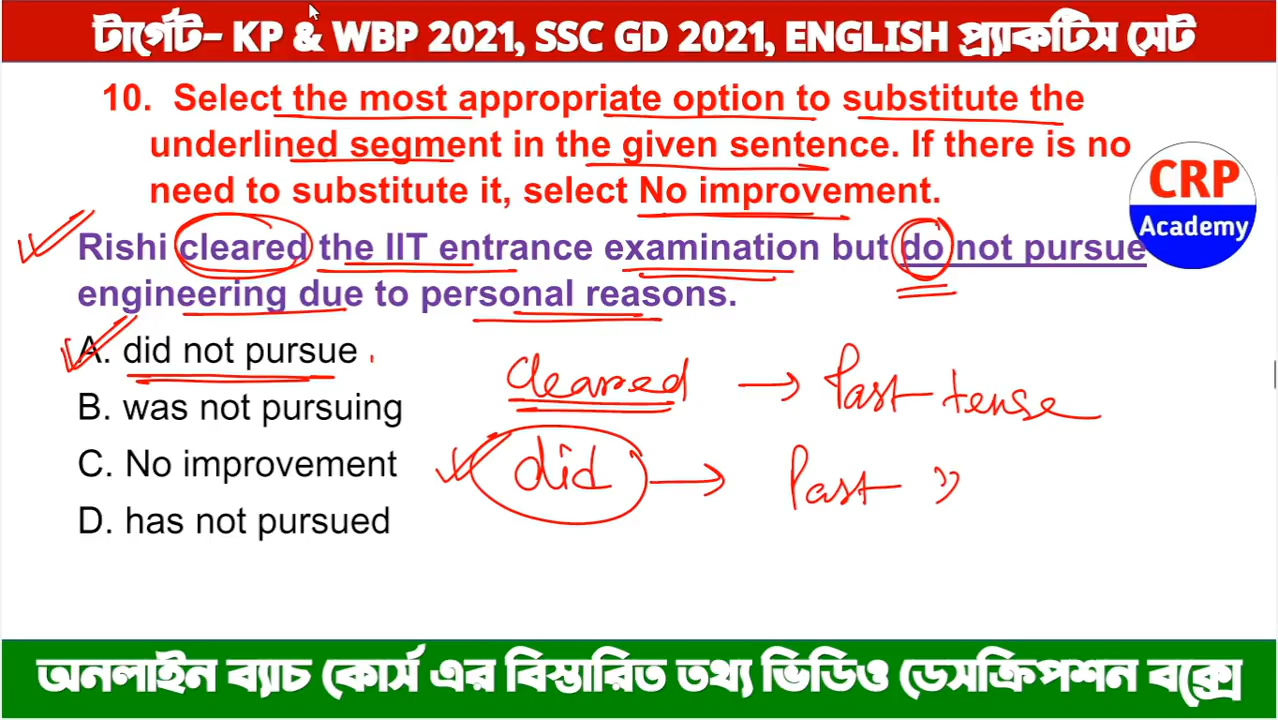 টার্গেট- KP & WBP 2021, SSC GD 2021, ENGLISH প্র্যাকটিস সেট
10. Select the most appropriate option to substitute the
underlined segment in the given sentence. If there is no
need to substitute it, select No improvement.
CRP
Academy
Rishi cleared the IIT entrance examination but do not pursue
engineering due to personal reasons.
A. did not pursue
B. was not pursuing
C. No improvement
D. has not pursued
cleared → Past tense
did → Past "
অনলাইন ব্যাচ কোর্স এর বিস্তারিত তথ্য ভিডিও ডেসক্রিপশন বক্সে